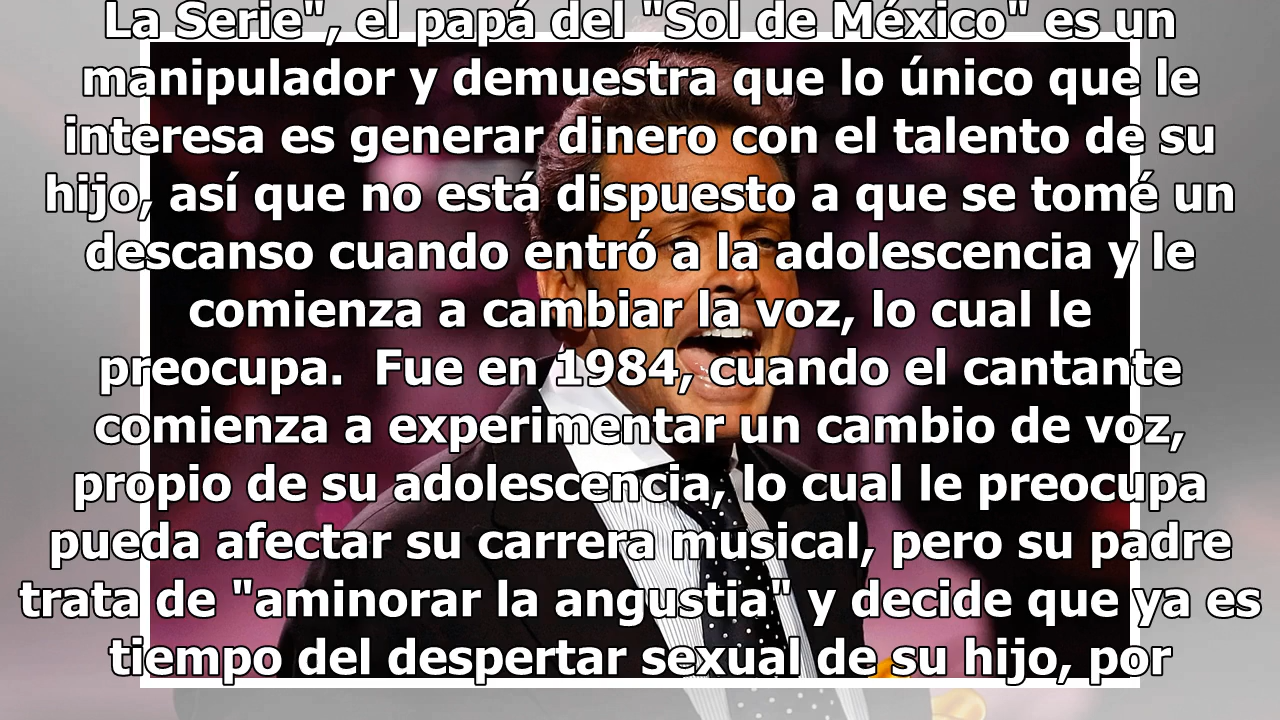 La Serie", el papá del "Sol de México" es un
manipulador y demuestra que lo único que le
interesa es generar dinero con el talento de su
hijo, así que no está dispuesto a que se tomé un
descanso cuando entró a la adolescencia y le
comienza a cambiar la voz, lo cual le
preocupa.  Fue en 1984, cuando el cantante
comienza a experimentar un cambio de voz,
propio de su adolescencia, lo cual le preocupa
pueda afectar su carrera musical, pero su padre
trata de "aminorar la angustia" y decide que ya es
tiempo del despertar sexual de su hijo, por